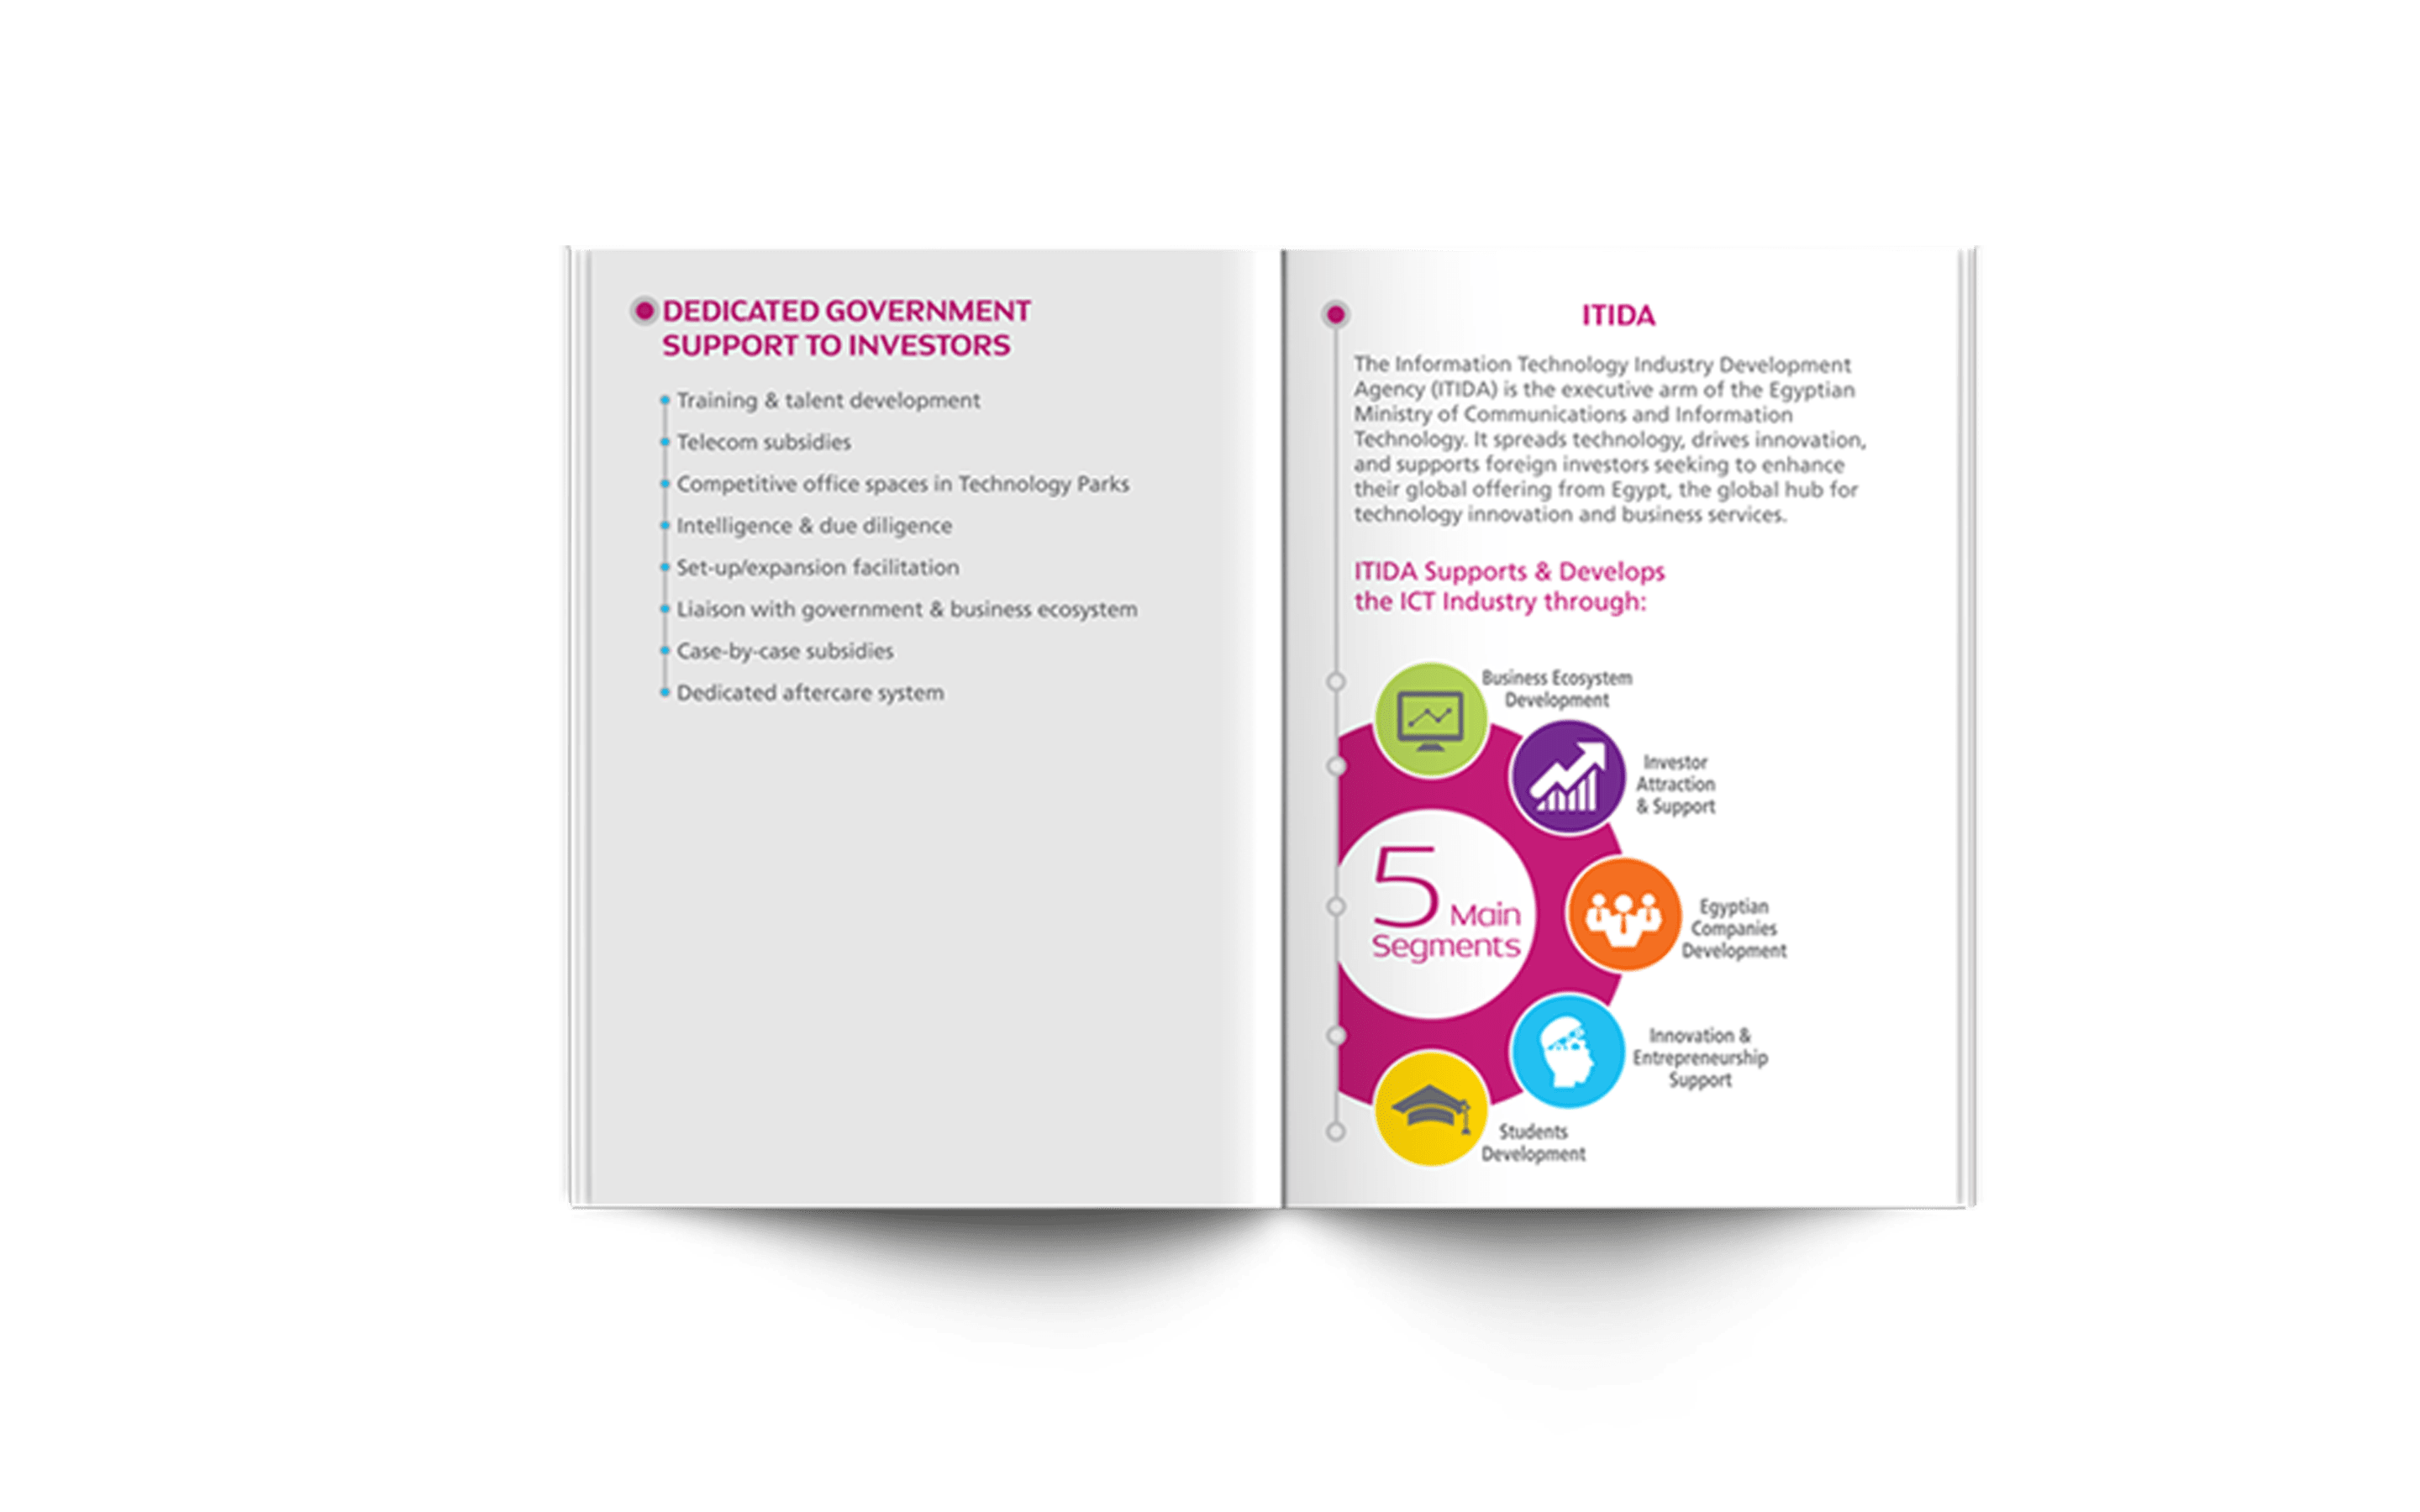 DEDICATED GOVERNMENT
SUPPORT TO INVESTORS
Training & talent development
Telecom subsidies
Competitive office spaces in Technology Parks
Intelligence & due diligence
Set-up/expansion facilitation
Liaison with government & business ecosystem
Case-by-case subsidies
Dedicated aftercare system
ITIDA
The Information Technology Industry Development
Agency (ITIDA) is the executive arm of the Egyptian
Ministry of Communications and Information
Technology. It spreads technology, drives innovation,
and supports foreign investors seeking to enhance
their global offering from Egypt, the global hub for
technology innovation and business services.
ITIDA Supports & Develops
the ICT Industry through:
Business Ecosystem
Development
Investor
Attraction
& Support
5 Main
Segments
Egyptian
Companies
Development
Innovation &
Entrepreneurship
Support
Students
Development